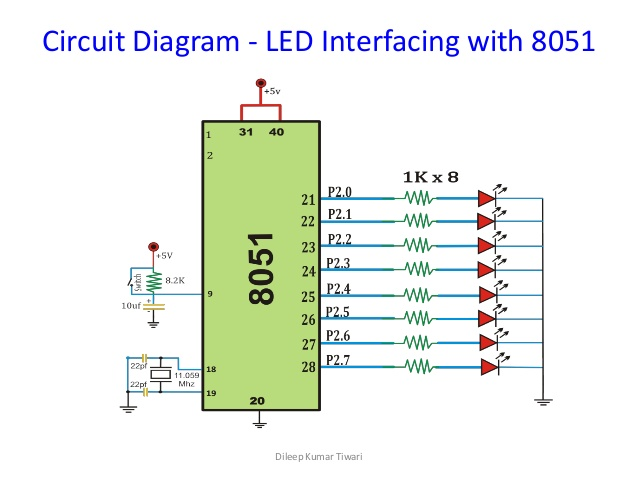 Circuit Diagram - LED Interfacing with 8051
+5v
31 40
1
2
1K x 8
21 P2.0
22 P2.1
23 P2.2
24 P2.3
25 P2.4
26 P2.5
27 P2.6
28 P2.7
8051
+5V
Switch
8.2K
+
10uf
-
9
22pf
11.059
Mhz
22pf
18
19
20
Dileep Kumar Tiwari